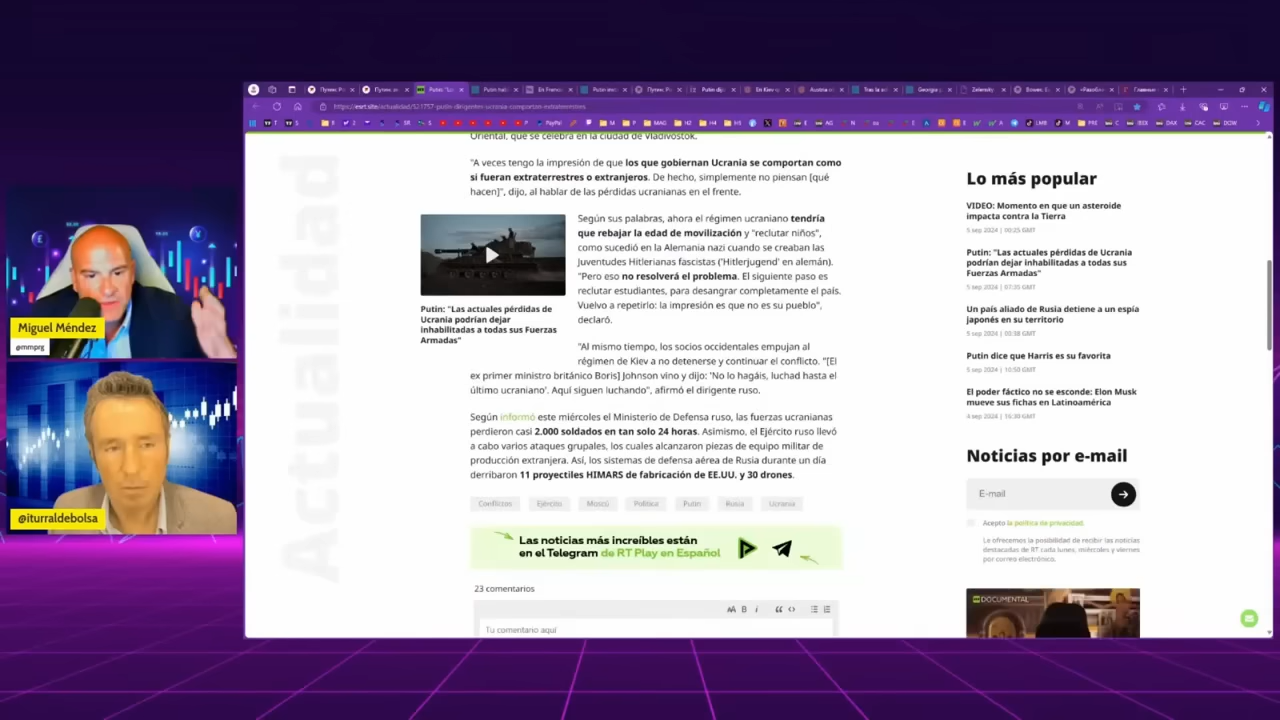 https://esrt.site/actualidad/521757-putin-dirigentes-ucrania-comportan-extraterrestres
PayPal
MAG
H2
H4
DAX
CAC
DOW
Actualidad
Oriental, que se celebra en la ciudad de Vladivostok.
"A veces tengo la impresión de que los que gobiernan Ucrania se comportan como
si fueran extraterrestres o extranjeros. De hecho, simplemente no piensan [qué
hacen]", dijo, al hablar de las pérdidas ucranianas en el frente.
Según sus palabras, ahora el régimen ucraniano tendría
que rebajar la edad de movilización y "reclutar niños",
como sucedió en la Alemania nazi cuando se creaban las
Juventudes Hitlerianas fascistas ('Hitlerjugend' en alemán).
"Pero eso no resolverá el problema. El siguiente paso es
reclutar estudiantes, para desangrar completamente el país.
Vuelvo a repetirlo: la impresión es que no es su pueblo",
declaró.
Putin: "Las actuales pérdidas de
Ucrania podrían dejar
inhabilitadas a todas sus Fuerzas
Armadas"
"Al mismo tiempo, los socios occidentales empujan al
régimen de Kiev a no detenerse y continuar el conflicto. "[El
ex primer ministro británico Boris] Johnson vino y dijo: 'No lo hagáis, luchad hasta el
último ucraniano'. Aquí siguen luchando", afirmó el dirigente ruso.
Según informó este miércoles el Ministerio de Defensa ruso, las fuerzas ucranianas
perdieron casi 2.000 soldados en tan solo 24 horas. Asimismo, el Ejército ruso llevó
a cabo varios ataques grupales, los cuales alcanzaron piezas de equipo militar de
producción extranjera. Así, los sistemas de defensa aérea de Rusia durante un día
derribaron 11 proyectiles HIMARS de fabricación de EE.UU. y 30 drones.
Conflictos Ejército Moscú Política Putin Rusia Ucrania
Las noticias más increíbles están
en el Telegram de RT Play en Español
23 comentarios
Tu comentario aquí
Lo más popular
VIDEO: Momento en que un asteroide
impacta contra la Tierra
5 sep 2024 | 00:25 GMT
Putin: "Las actuales pérdidas de Ucrania
podrían dejar inhabilitadas a todas sus
Fuerzas Armadas"
5 sep 2024 | 07:35 GMT
Un país aliado de Rusia detiene a un espía
japonés en su territorio
5 sep 2024 | 00:38 GMT
Putin dice que Harris es su favorita
5 sep 2024 | 10:50 GMT
El poder fáctico no se esconde: Elon Musk
mueve sus fichas en Latinoamérica
4 sep 2024 | 16:30 GMT
Noticias por e-mail
E-mail
Acepto la política de privacidad.
Le ofrecemos la posibilidad de recibir las noticias
destacadas de RT cada lunes, miércoles y viernes
por correo electrónico.
DOCUMENTAL
Miguel Méndez
@mmprg
@iturraldebolsa